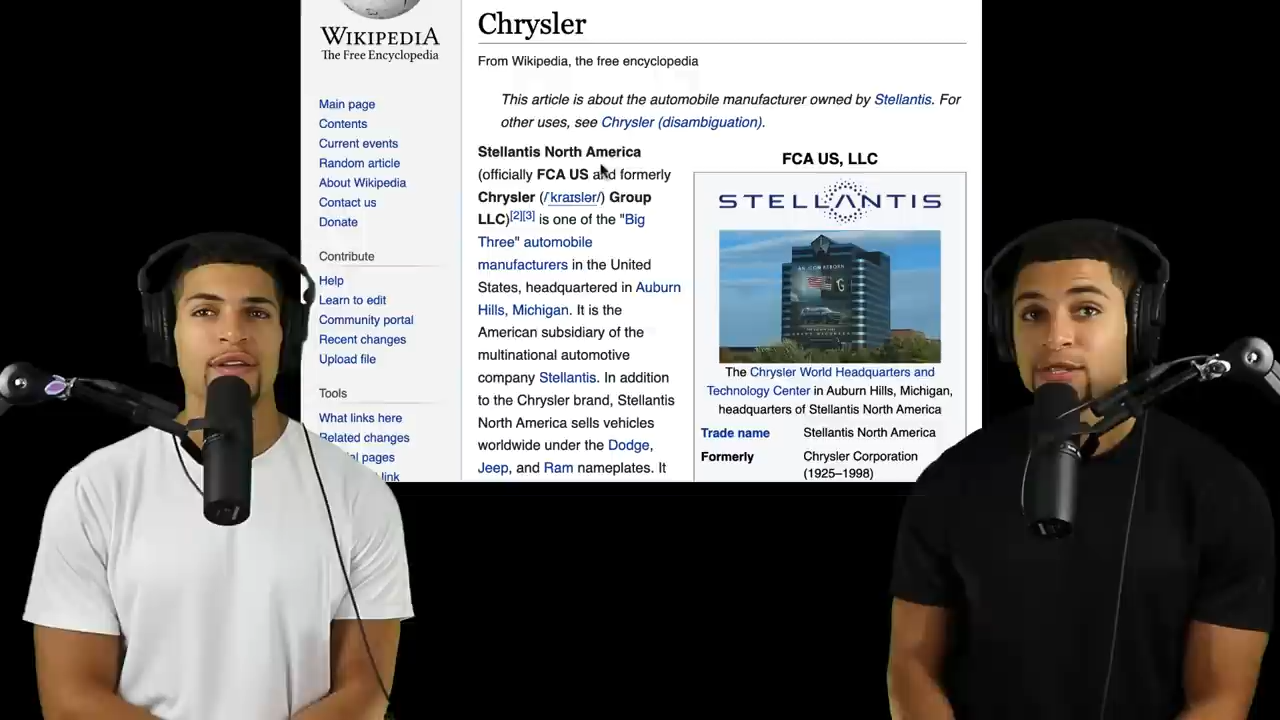 WIKIPEDIA
The Free Encyclopedia
Main page
Contents
Current events
Random article
About Wikipedia
Contact us
Donate
Contribute
Help
Learn to edit
Community portal
Recent changes
Upload file
Tools
What links here
Related changes
pages
link
Chrysler
From Wikipedia, the free encyclopedia
This article is about the automobile manufacturer owned by Stellantis. For
other uses, see Chrysler (disambiguation).
Stellantis North America
(officially FCA US and formerly
Chrysler (/ˈkraɪslər/) Group
LLC)[2][3] is one of the "Big
Three" automobile
manufacturers in the United
States, headquartered in Auburn
Hills, Michigan. It is the
American subsidiary of the
multinational automotive
company Stellantis. In addition
to the Chrysler brand, Stellantis
North America sells vehicles
worldwide under the Dodge,
Jeep, and Ram nameplates. It
FCA US, LLC
STELLANTIS
The Chrysler World Headquarters and
Technology Center in Auburn Hills, Michigan,
headquarters of Stellantis North America
Trade name Stellantis North America
Formerly Chrysler Corporation
(1925–1998)